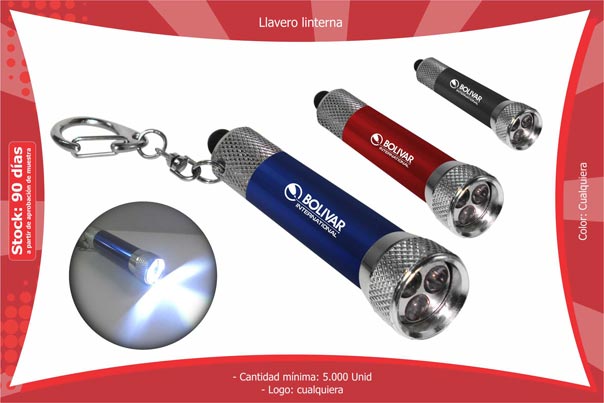 Llavero linterna
Stock: 90 días
a partir de aprobación de muestra
BOLIVAR
INTERNATIONAL
BOLIVAR
INTERNATIONAL
BOLIVAR
INTERNATIONAL
Color: Cualquiera
- Cantidad mínima: 5.000 Unid
- Logo: cualquiera